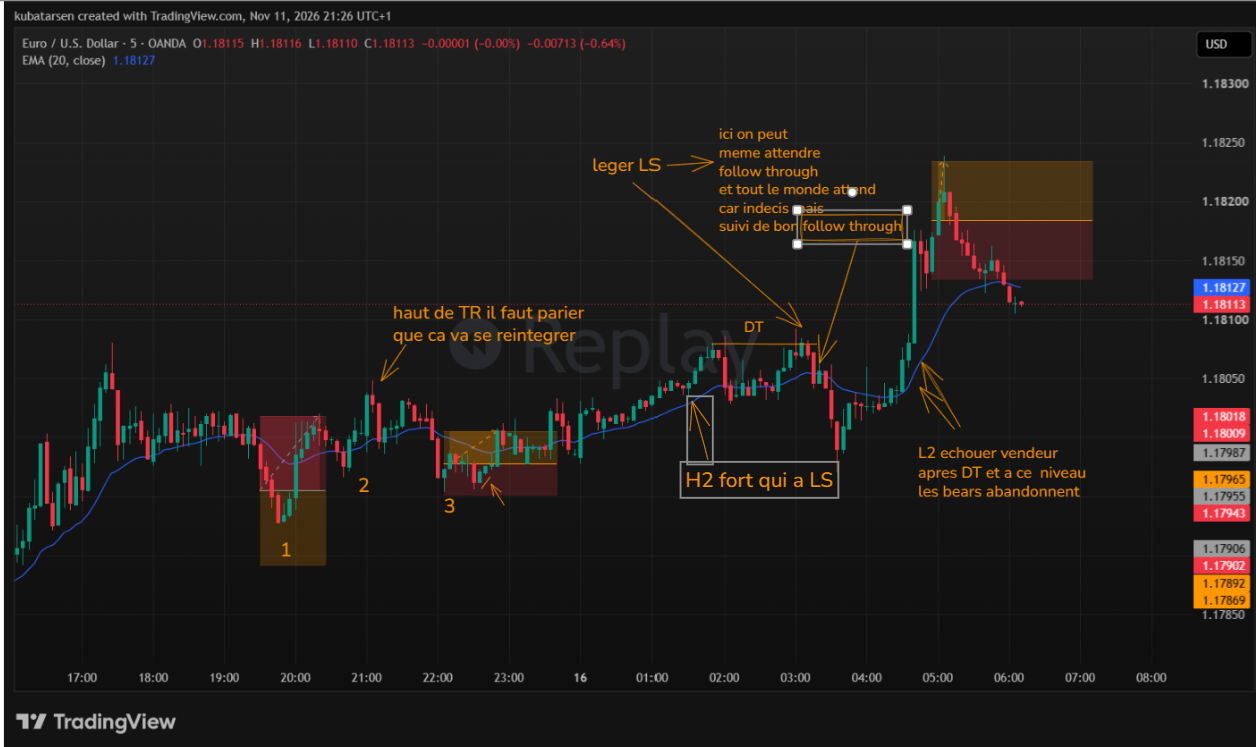 kubatarsen created with TradingView.com, Nov 11, 2026 21:26 UTC+1
Euro / U.S. Dollar · 5 · OANDA O1.18115 H1.18116 L1.18110 C1.18113 −0.00001 (−0.00%) −0.00713 (−0.64%)
EMA (20, close) 1.18127
USD
1.18300
1.18250
1.18200
1.18150
1.18127
1.18113
1.18100
1.18050
1.18018
1.18009
1.17987
1.17965
1.17955
1.17943
1.17906
1.17902
1.17892
1.17869
1.17850
ici on peut
meme attendre
follow through
et tout le monde attend
car indecis mais
suivi de bon follow through
leger LS
haut de TR il faut parier
que ca va se reintegrer
DT
Replay
1
2
3
H2 fort qui a LS
L2 echouer vendeur
apres DT et a ce niveau
les bears abandonnent
17:00 18:00 19:00 20:00 21:00 22:00 23:00 16 01:00 02:00 03:00 04:00 05:00 06:00 07:00 08:00
TradingView